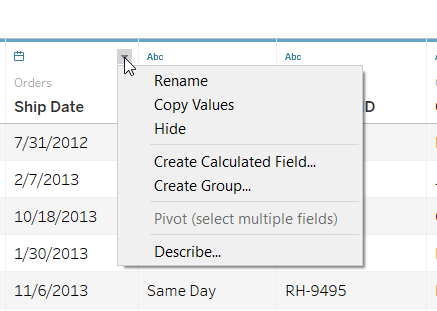 Abc Abc
Orders
Ship Date
Rename
Copy Values
Hide
D
7/31/2012
2/7/2013
Create Calculated Field...
Create Group...
10/18/2013
Pivot (select multiple fields)
1/30/2013
Describe...
11/6/2013 Same Day RH-9495